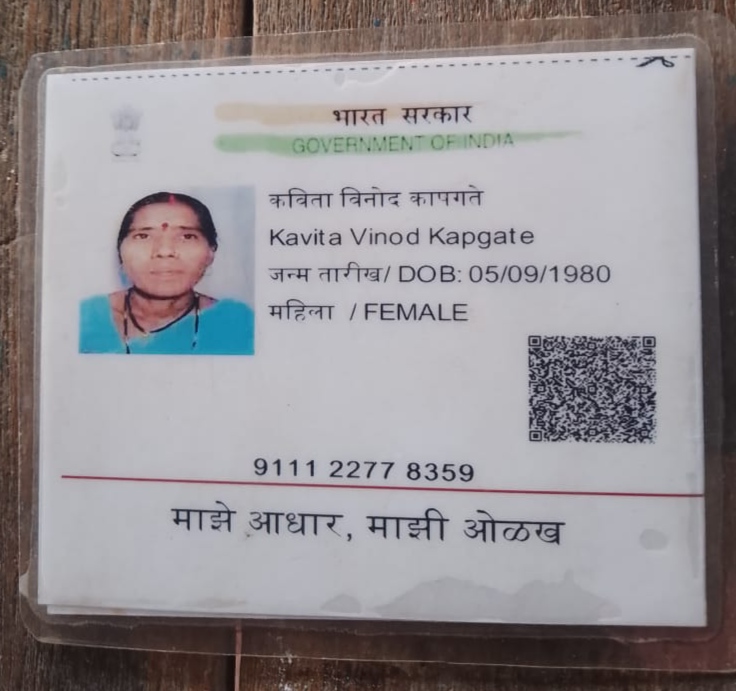 भारत सरकार
GOVERNMENT OF INDIA
कविता विनोद कापगते
Kavita Vinod Kapgate
जन्म तारीख/ DOB: 05/09/1980
महिला / FEMALE
9111 2277 8359
माझे आधार, माझी ओळख